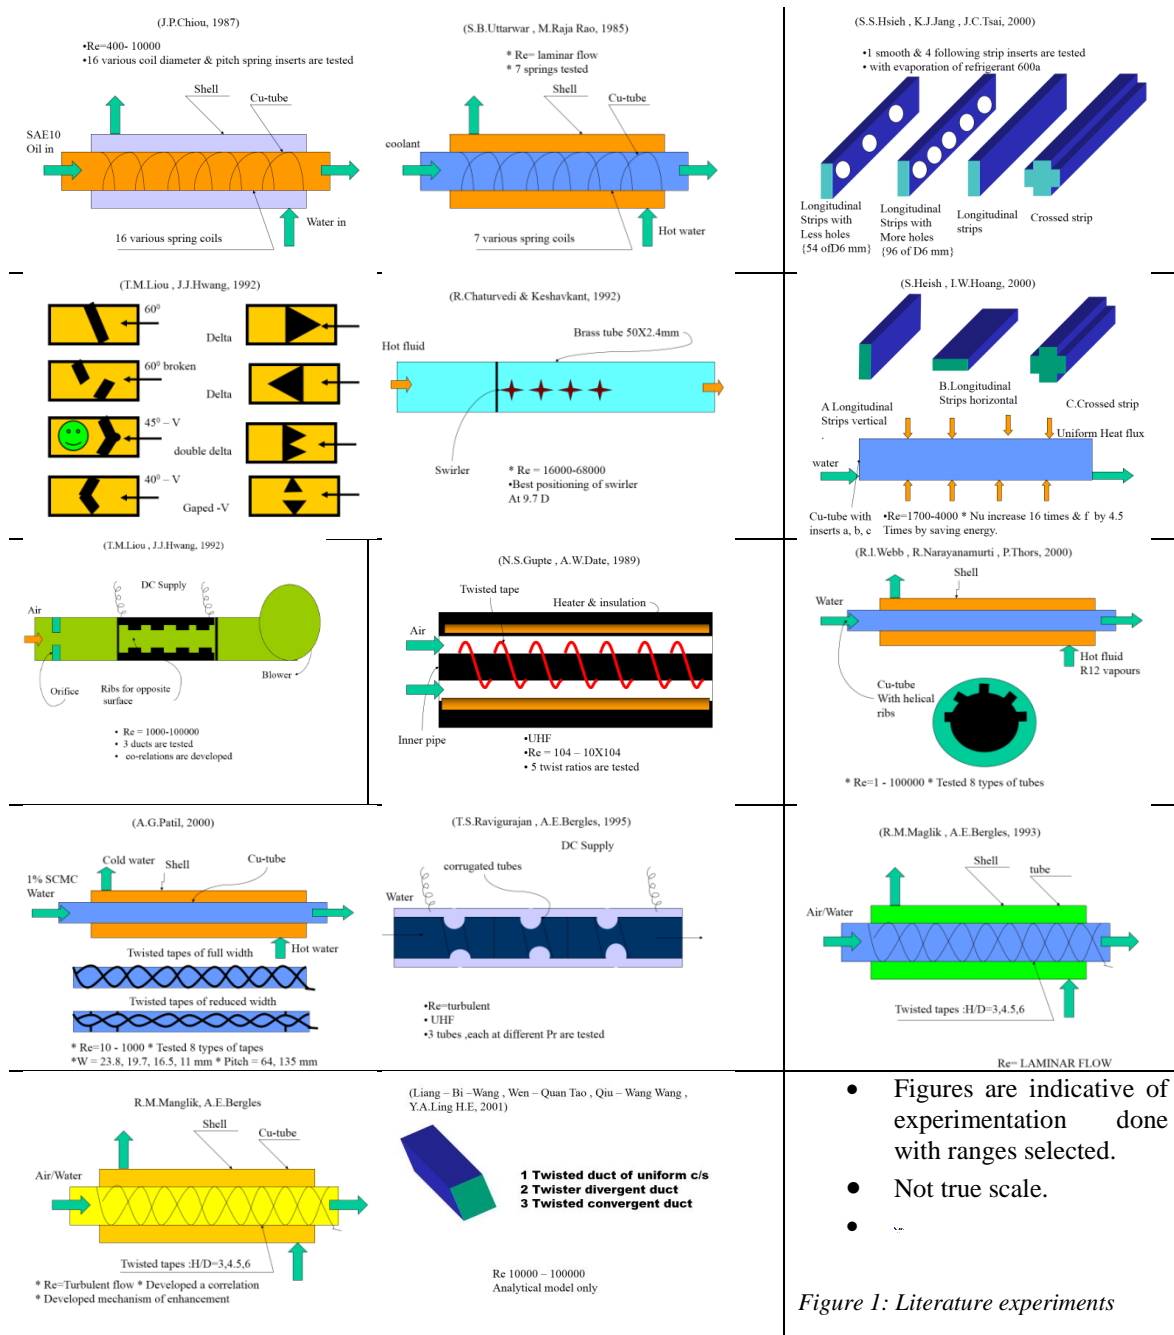 (J.P.Chiou, 1987)
•Re=400- 10000
•16 various coil diameter & pitch spring inserts are tested
Shell
Cu-tube
SAE10
Oil in
Water in
16 various spring coils
(S.B.Uttarwar , M.Raja Rao, 1985)
* Re= laminar flow
* 7 springs tested
Shell
Cu-tube
coolant
Hot water
7 various spring coils
(S.S.Hsieh , K.J.Jang , J.C.Tsai, 2000)
•1 smooth & 4 following strip inserts are tested
• with evaporation of refrigerant 600a
Longitudinal
Strips with
Less holes
{54 ofD6 mm}
Longitudinal
Strips with
More holes
{96 of D6 mm}
Longitudinal
strips
Crossed strip
(T.M.Liou , J.J.Hwang, 1992)
60⁰
Delta
60⁰ broken
Delta
45⁰ – V
double delta
40⁰ – V
Gaped -V
(R.Chaturvedi & Keshavkant, 1992)
Brass tube 50X2.4mm
Hot fluid
Swirler
* Re = 16000-68000
•Best positioning of swirler
At 9.7 D
(S.Heish , I.W.Hoang, 2000)
A Longitudinal
Strips vertical
.
B.Longitudinal
Strips horizontal
C.Crossed strip
Uniform Heat flux
water
Cu-tube with
inserts a, b, c
•Re=1700-4000 * Nu increase 16 times & f by 4.5
Times by saving energy.
(T.M.Liou , J.J.Hwang, 1992)
DC Supply
Air
Orifice
Ribs for opposite
surface
Blower
• Re = 1000-100000
• 3 ducts are tested
• co-relations are developed
(N.S.Gupte , A.W.Date, 1989)
Twisted tape
Heater & insulation
Air
Inner pipe
•UHF
•Re = 104 – 10X104
• 5 twist ratios are tested
(R.l.Webb , R.Narayanamurti , P.Thors, 2000)
Shell
Water
Hot fluid
R12 vapours
Cu-tube
With helical
ribs
* Re=1 - 100000 * Tested 8 types of tubes
(A.G.Patil, 2000)
Cold water
Shell
Cu-tube
1% SCMC
Water
Hot water
Twisted tapes of full width
Twisted tapes of reduced width
* Re=10 - 1000 * Tested 8 types of tapes
*W = 23.8, 19.7, 16.5, 11 mm * Pitch = 64, 135 mm
(T.S.Ravigurajan , A.E.Bergles, 1995)
DC Supply
corrugated tubes
Water
•Re=turbulent
• UHF
•3 tubes ,each at different Pr are tested
(R.M.Maglik , A.E.Bergles, 1993)
Shell
tube
Air/Water
Twisted tapes :H/D=3,4.5,6
Re= LAMINAR FLOW
R.M.Manglik, A.E.Bergles
Shell
Cu-tube
Air/Water
Twisted tapes :H/D=3,4.5,6
* Re=Turbulent flow * Developed a correlation
* Developed mechanism of enhancement
(Liang – Bi –Wang , Wen – Quan Tao , Qiu – Wang Wang ,
Y.A.Ling H.E, 2001)
1 Twisted duct of uniform c/s
2 Twister divergent duct
3 Twisted convergent duct
Re 10000 – 100000
Analytical model only
• Figures are indicative of
experimentation done
with ranges selected.
• Not true scale.
•
Figure 1: Literature experiments